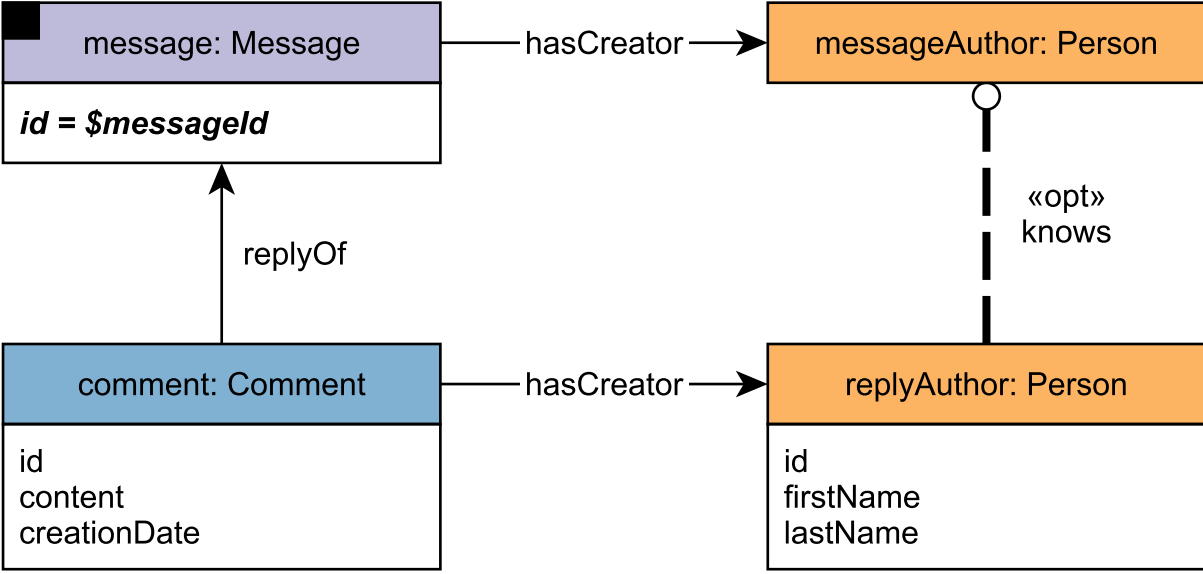 message: Message
hasCreator
messageAuthor: Person
id = $messageId
«opt»
knows
replyOf
comment: Comment
hasCreator
replyAuthor: Person
id
content
creationDate
id
firstName
lastName